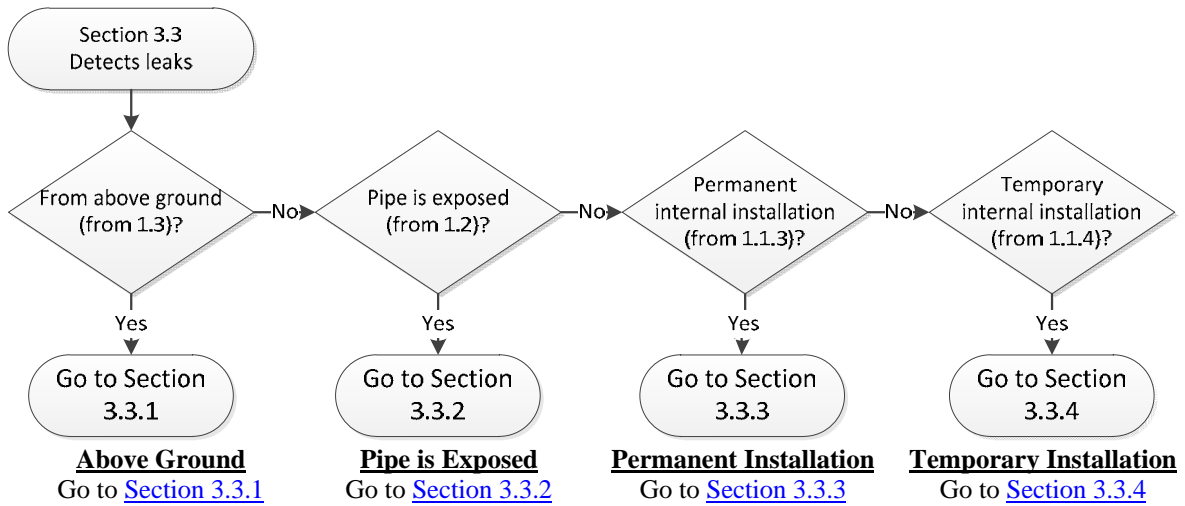 Section 3.3
Detects leaks
From above ground
(from 1.3)?
No
Pipe is exposed
(from 1.2)?
No
Permanent
internal installation
(from 1.1.3)?
No
Temporary
internal installation
(from 1.1.4)?
Yes
Yes
Yes
Yes
Go to Section
3.3.1
Go to Section
3.3.2
Go to Section
3.3.3
Go to Section
3.3.4
Above Ground
Go to Section 3.3.1
Pipe is Exposed
Go to Section 3.3.2
Permanent Installation
Go to Section 3.3.3
Temporary Installation
Go to Section 3.3.4